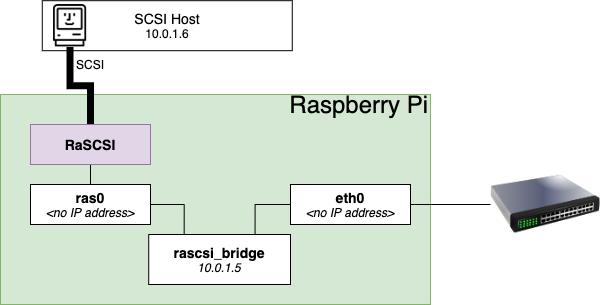 SCSI Host
10.0.1.6
SCSI
Raspberry Pi
RaSCSI
ras0
<no IP address>
eth0
<no IP address>
rascsi_bridge
10.0.1.5